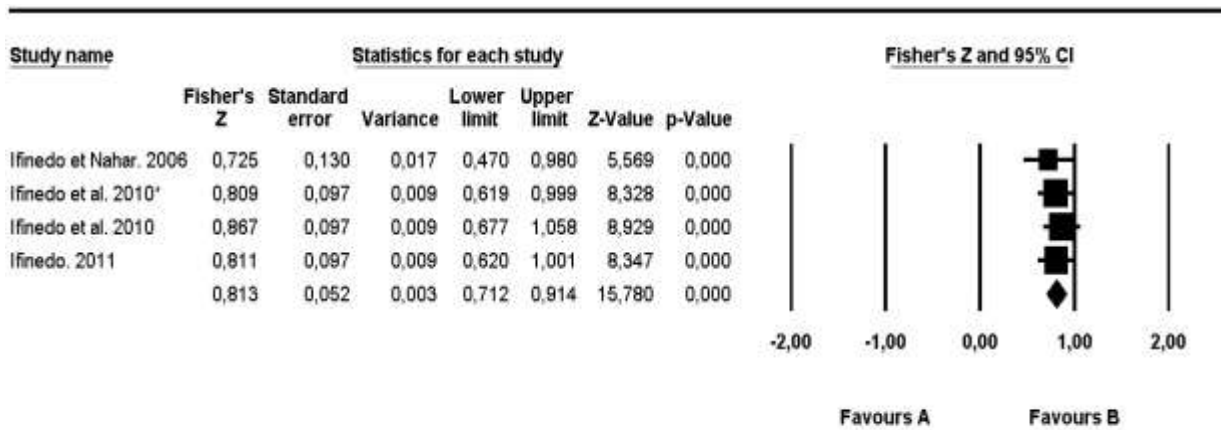 Study name Statistics for each study Fisher's Z and 95% CI
Fisher's Standard Lower Upper
Z error Variance limit limit Z-Value p-Value
Ifinedo et Nahar. 2006 0,725 0,130 0,017 0,470 0,980 5,569 0,000
Ifinedo et al. 2010* 0,809 0,097 0,009 0,619 0,999 8,328 0,000
Ifinedo et al. 2010 0,867 0,097 0,009 0,677 1,058 8,929 0,000
Ifinedo. 2011 0,811 0,097 0,009 0,620 1,001 8,347 0,000
0,813 0,052 0,003 0,712 0,914 15,780 0,000
-2,00 -1,00 0,00 1,00 2,00
Favours A Favours B